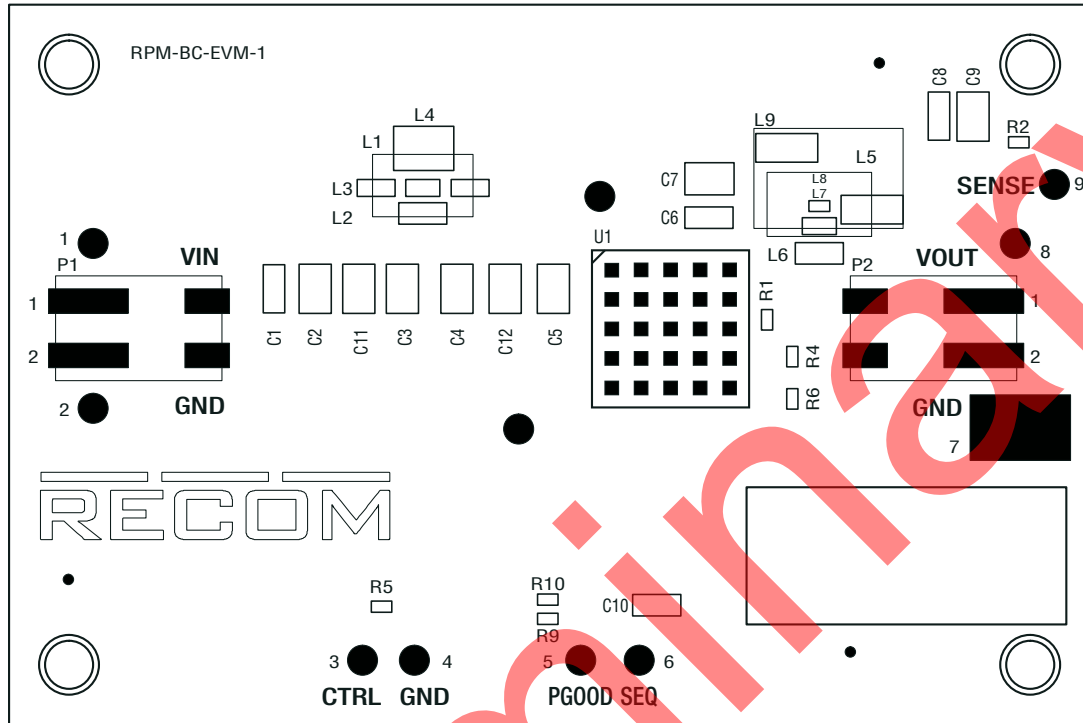 RPM-BC-EVM-1
L4
L1
L3
L2
L9
L5
L8
L7
L6
C8
C9
R2
SENSE
9
C7
C6
U1
1
VIN
P1
1
2
2
GND
C1
C2
C11
C3
C4
C12
C5
R1
R4
R6
P2
VOUT
8
1
2
GND
7
RECOM
R5
R10
R9
C10
3
4
5
6
CTRL
GND
PGOOD
SEQ